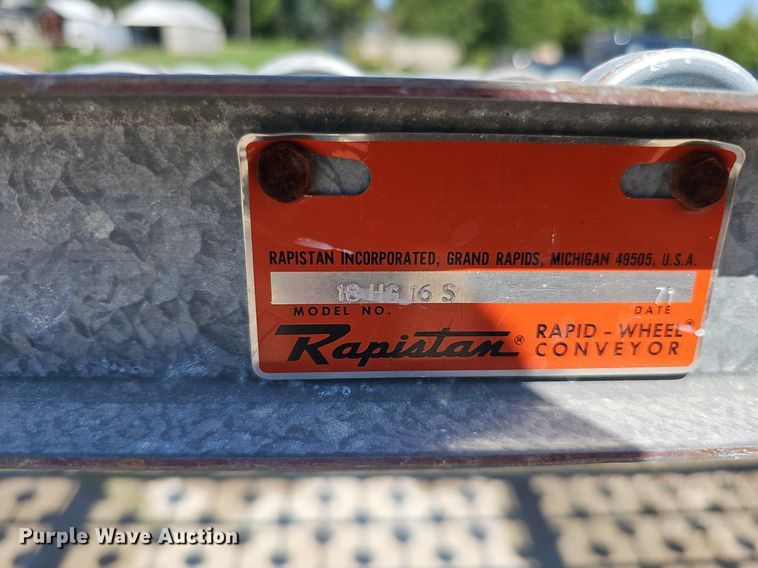 RAPISTAN INCORPORATED, GRAND RAPIDS, MICHIGAN 49505, U.S.A.
18 HG 16 S 71
MODEL NO. DATE
Rapistan® RAPID-WHEEL®
CONVEYOR
Purple Wave Auction